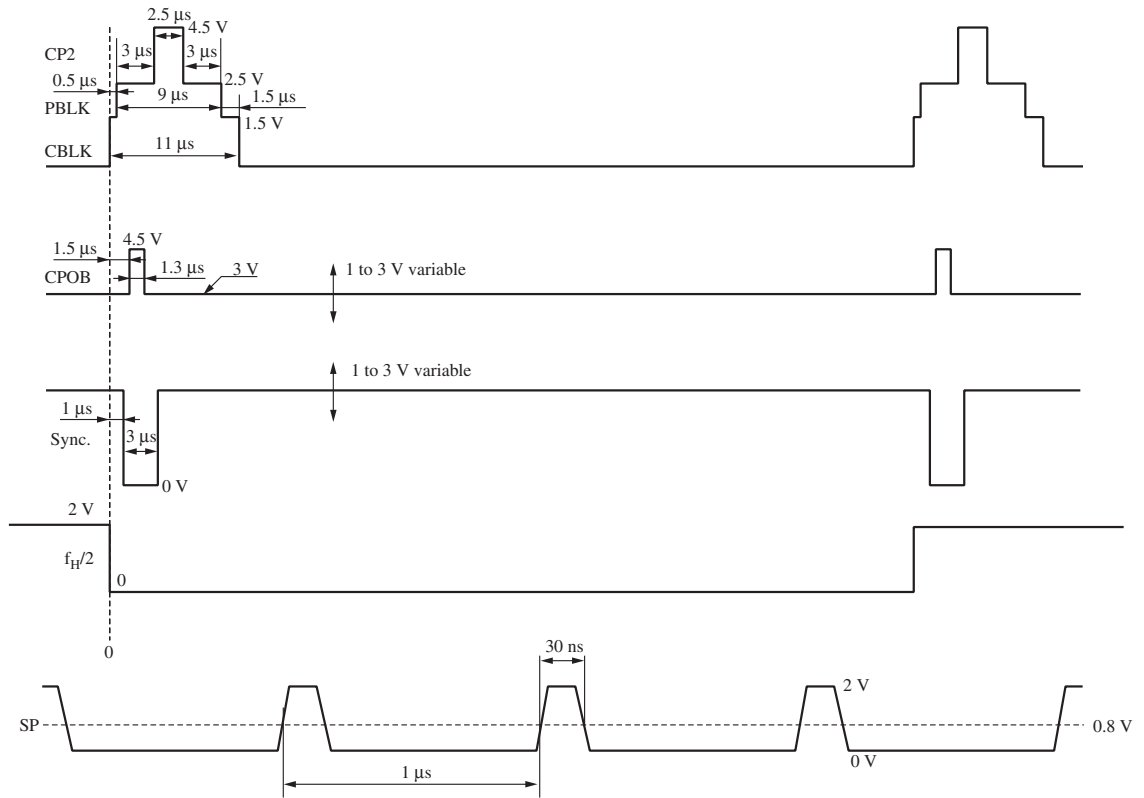 2.5 µs
4.5 V
CP2
3 µs
3 µs
2.5 V
0.5 µs
9 µs
1.5 µs
PBLK
1.5 V
CBLK
11 µs
4.5 V
1.5 µs
1.3 µs
3 V
1 to 3 V variable
CPOB
1 to 3 V variable
1 µs
3 µs
Sync.
0 V
2 V
fH/2
0
0
30 ns
2 V
SP
0.8 V
0 V
1 µs